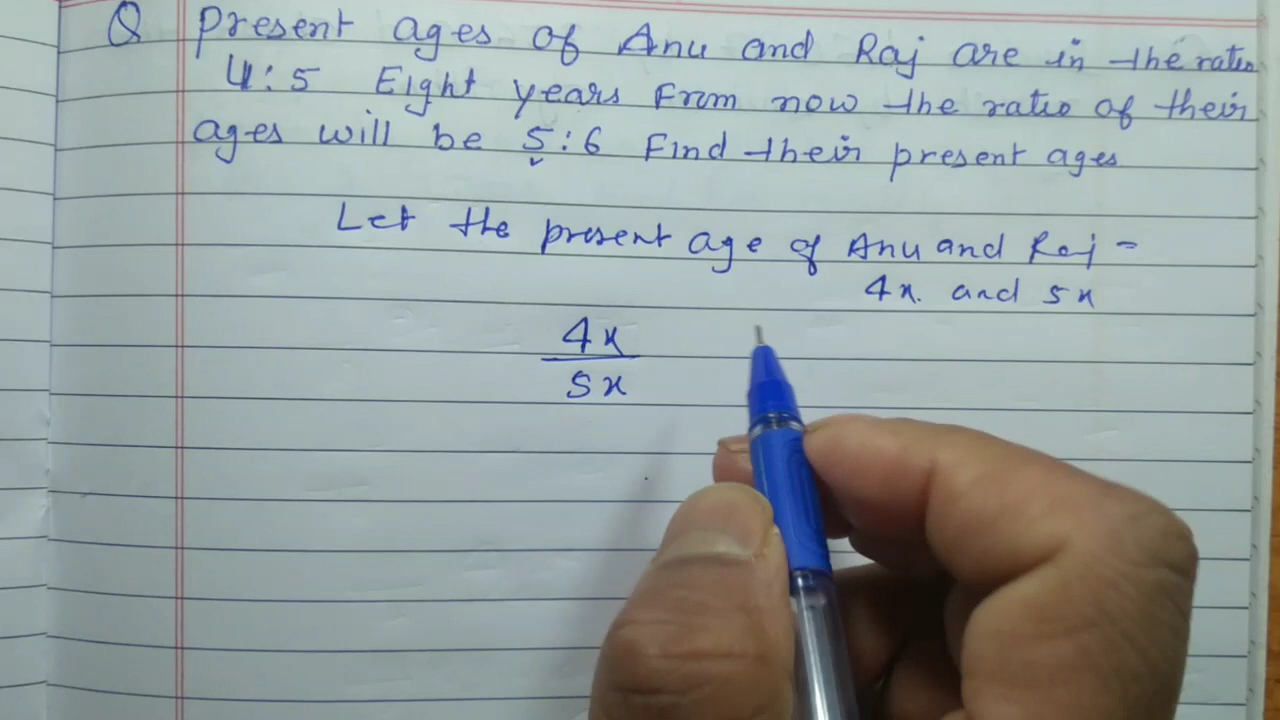 Q Present ages of Anu and Raj are in the ratio
4:5 Eight years From now the ratio of their
ages will be 5:6 Find their present ages
Let the present age of Anu and Raj =
4x. and 5x
4x
5x